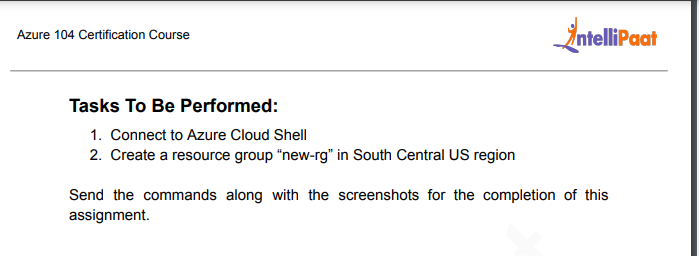 Azure 104 Certification Course
IntelliPaat
Tasks To Be Performed:
1. Connect to Azure Cloud Shell
2. Create a resource group “new-rg” in South Central US region
Send the commands along with the screenshots for the completion of this
assignment.